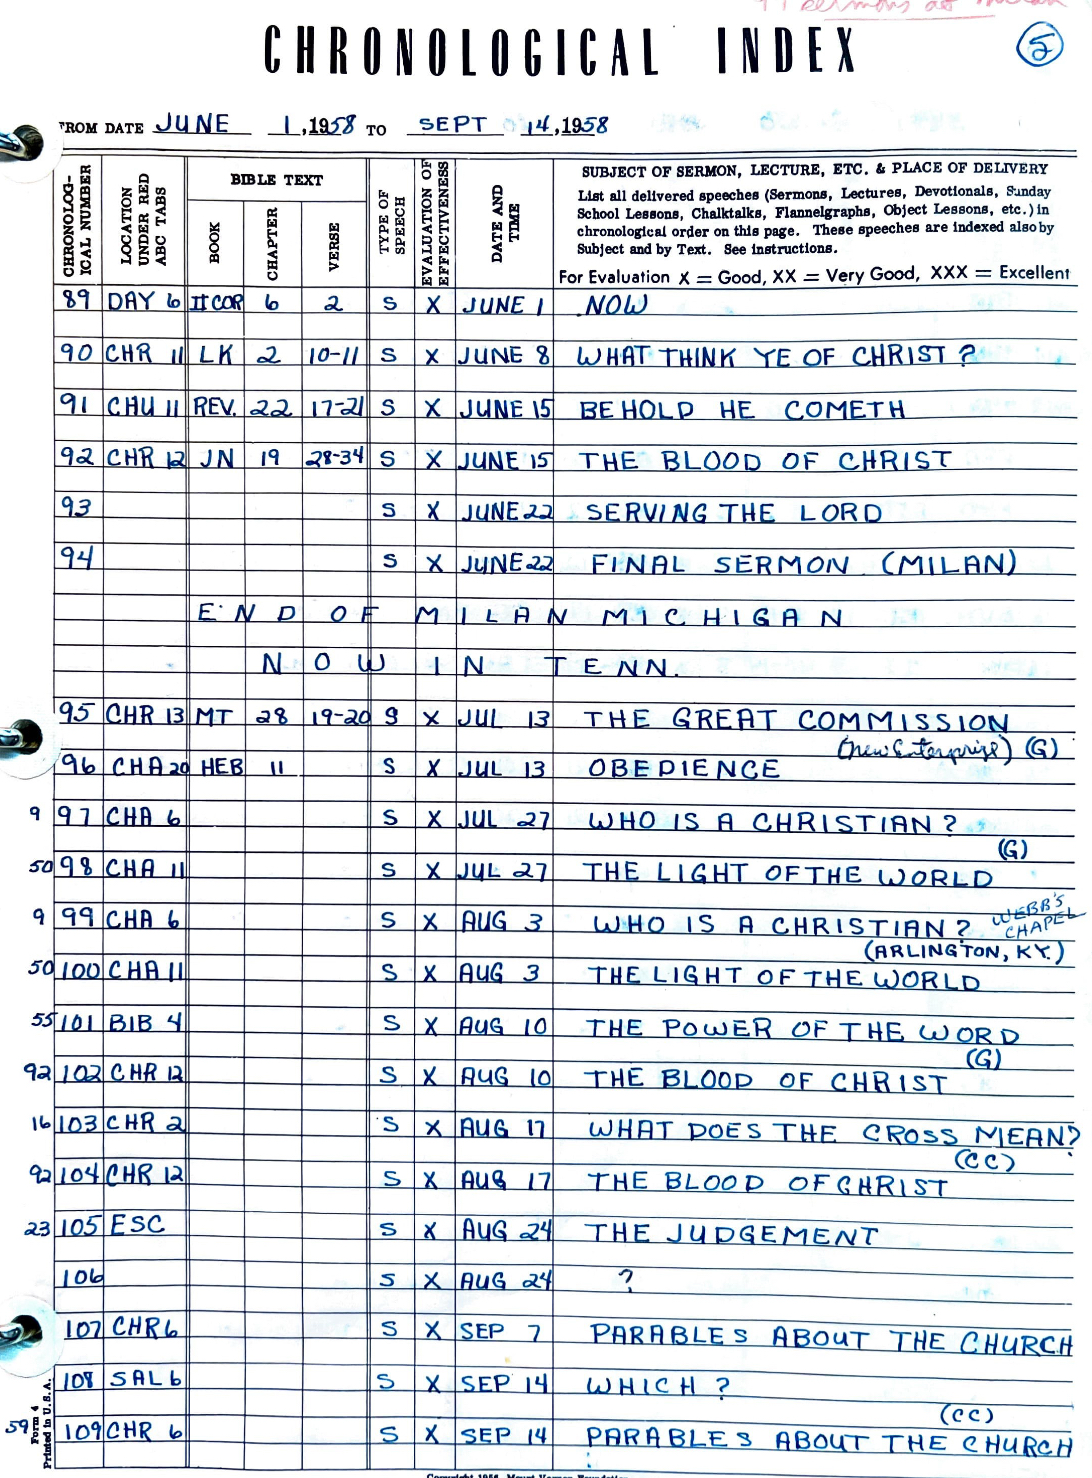 CHRONOLOGICAL INDEX
5
FROM DATE JUNE 1, 1958 TO SEPT 14, 1958
CHRONOLOG-ICAL NUMBER
LOCATION UNDER RED ABC TABS
BIBLE TEXT
BOOK
CHAPTER
VERSE
TYPE OF SPEECH
EVALUATION OF EFFECTIVENESS
DATE AND TIME
SUBJECT OF SERMON, LECTURE, ETC. & PLACE OF DELIVERY
List all delivered speeches (Sermons, Lectures, Devotionals, Sunday
School Lessons, Chalktalks, Flannelgraphs, Object Lessons, etc.) in
chronological order on this page. These speeches are indexed also by
Subject and by Text. See instructions.
For Evaluation X = Good, XX = Very Good, XXX = Excellent
89 DAY 6 II COR 6 2 S X JUNE 1 NOW
90 CHR 11 LK 2 10-11 S X JUNE 8 WHAT THINK YE OF CHRIST?
91 CHU 11 REV. 22 17-21 S X JUNE 15 BEHOLD HE COMETH
92 CHR 12 JN 19 28-34 S X JUNE 15 THE BLOOD OF CHRIST
93 S X JUNE 22 SERVING THE LORD
94 S X JUNE 22 FINAL SERMON (MILAN)
END OF MILAN MICHIGAN
NOW IN TENN.
95 CHR 13 MT 28 19-20 S X JUL 13 THE GREAT COMMISSION
(New Enterprize) (G)
96 CHA 20 HEB 11 S X JUL 13 OBEDIENCE
9 97 CHA 6 S X JUL 27 WHO IS A CHRISTIAN?
(G)
50 98 CHA 11 S X JUL 27 THE LIGHT OF THE WORLD
9 99 CHA 6 S X AUG 3 WHO IS A CHRISTIAN? WEBB'S CHAPEL
(ARLINGTON, KY.)
50 100 CHA 11 S X AUG 3 THE LIGHT OF THE WORLD
55 101 BIB 4 S X AUG 10 THE POWER OF THE WORD
(G)
92 102 CHR 12 S X AUG 10 THE BLOOD OF CHRIST
16 103 CHR 2 S X AUG 17 WHAT DOES THE CROSS MEAN?
(CC)
92 104 CHR 12 S X AUG 17 THE BLOOD OF CHRIST
23 105 ESC S X AUG 24 THE JUDGEMENT
106 S X AUG 24 ?
107 CHR 6 S X SEP 7 PARABLES ABOUT THE CHURCH
108 SAL 6 S X SEP 14 WHICH?
(CC)
59 109 CHR 6 S X SEP 14 PARABLES ABOUT THE CHURCH
Form 4
Printed in U.S.A.